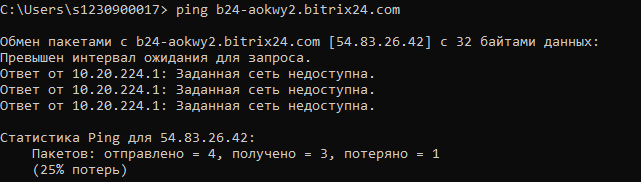 C:\Users\s1230900017> ping b24-aokwy2.bitrix24.com
Обмен пакетами с b24-aokwy2.bitrix24.com [54.83.26.42] с 32 байтами данных:
Превышен интервал ожидания для запроса.
Ответ от 10.20.224.1: Заданная сеть недоступна.
Ответ от 10.20.224.1: Заданная сеть недоступна.
Ответ от 10.20.224.1: Заданная сеть недоступна.
Статистика Ping для 54.83.26.42:
Пакетов: отправлено = 4, получено = 3, потеряно = 1
(25% потерь)